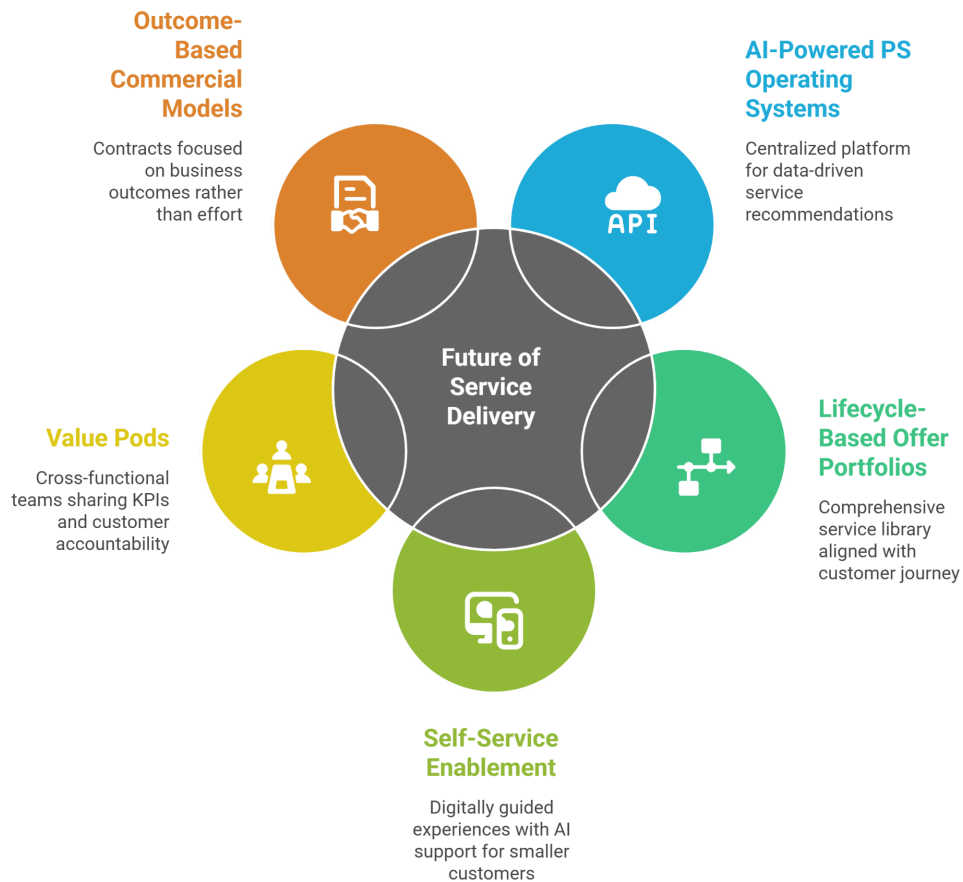 Outcome-
Based
Commercial
Models
Contracts focused
on business
outcomes rather
than effort
AI-Powered PS
Operating
Systems
Centralized platform
for data-driven
service
recommendations
API
Future of
Service
Delivery
Value Pods
Cross-functional
teams sharing KPIs
and customer
accountability
Lifecycle-
Based Offer
Portfolios
Comprehensive
service library
aligned with
customer journey
Self-Service
Enablement
Digitally guided
experiences with AI
support for smaller
customers